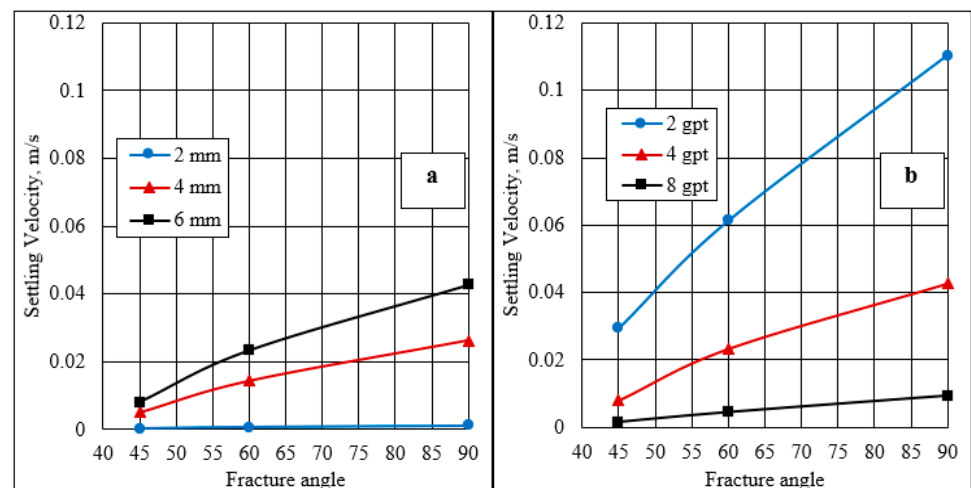 0.12
0.1
0.08
0.06
0.04
0.02
0
Settling Velocity, m/s
2 mm
4 mm
6 mm
a
40 45 50 55 60 65 70 75 80 85 90
Fracture angle
0.12
0.1
0.08
0.06
0.04
0.02
0
Settling Velocity, m/s
2 gpt
4 gpt
8 gpt
b
40 45 50 55 60 65 70 75 80 85 90
Fracture angle